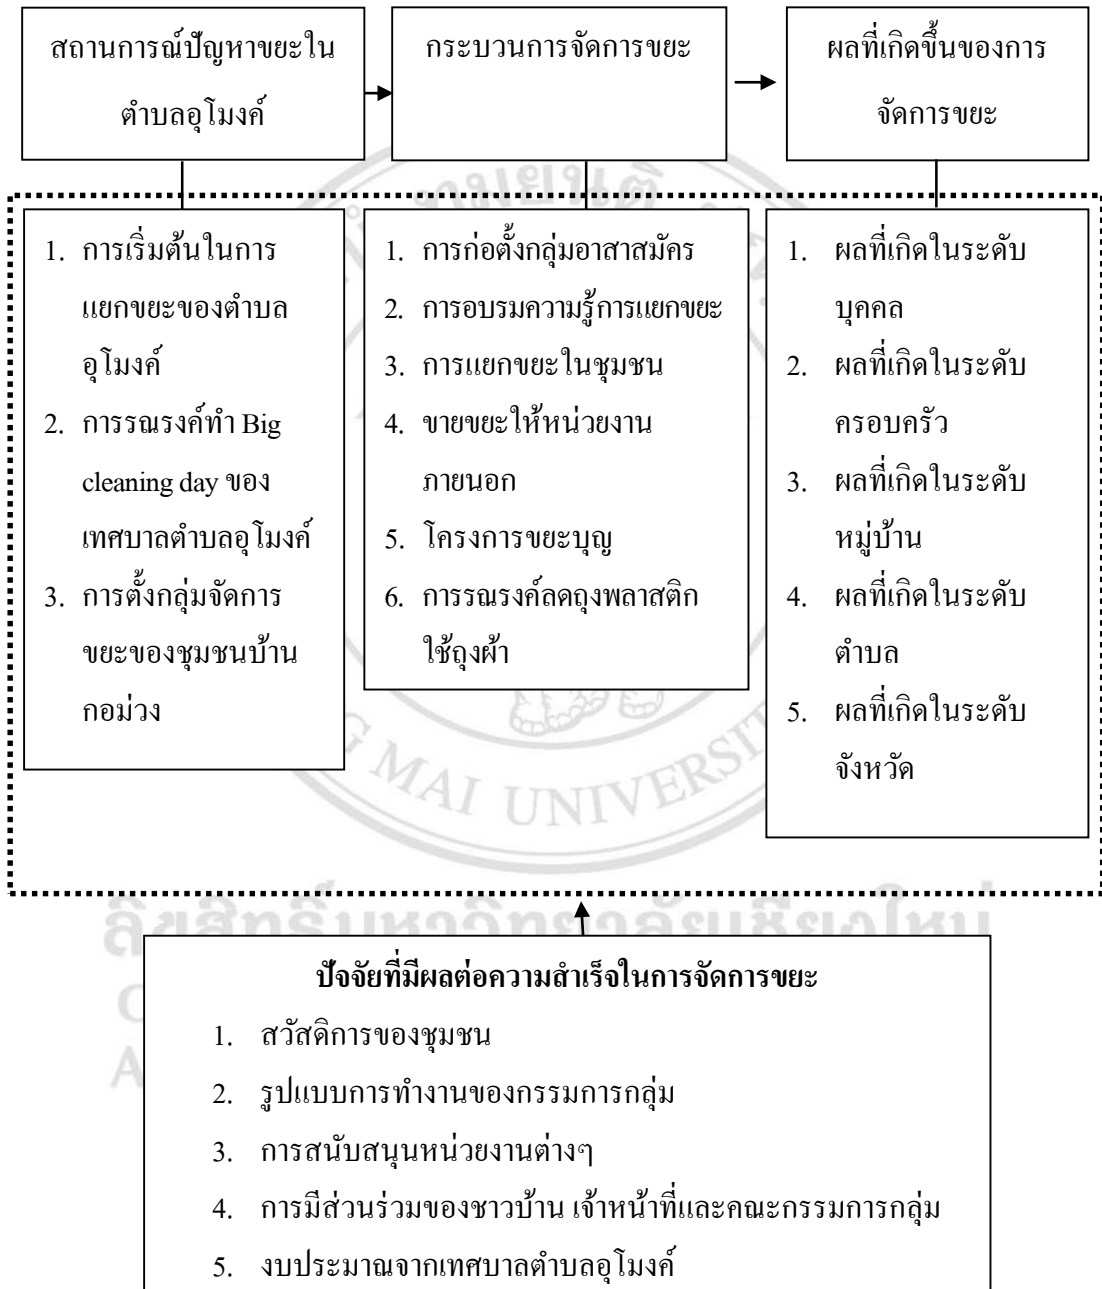 สถานการณ์ปัญหาขยะใน
ตำบลอุโมงค์
กระบวนการจัดการขยะ
ผลที่เกิดขึ้นของการ
จัดการขยะ
1. การเริ่มต้นในการ
แยกขยะของตำบล
อุโมงค์
2. การรณรงค์ทำ Big
cleaning day ของ
เทศบาลตำบลอุโมงค์
3. การตั้งกลุ่มจัดการ
ขยะของชุมชนบ้าน
กอม่วง
1. การก่อตั้งกลุ่มอาสาสมัคร
2. การอบรมความรู้การแยกขยะ
3. การแยกขยะในชุมชน
4. ขายขยะให้หน่วยงาน
ภายนอก
5. โครงการขยะบุญ
6. การรณรงค์ลดถุงพลาสติก
ใช้ถุงผ้า
1. ผลที่เกิดในระดับ
บุคคล
2. ผลที่เกิดในระดับ
ครอบครัว
3. ผลที่เกิดในระดับ
หมู่บ้าน
4. ผลที่เกิดในระดับ
ตำบล
5. ผลที่เกิดในระดับ
จังหวัด
MAI UNIVERSIT
ลิขสิทธิ์มหาวิทยาลัยเชียงใหม่
ปัจจัยที่มีผลต่อความสำเร็จในการจัดการขยะ
1. สวัสดิการของชุมชน
2. รูปแบบการทำงานของกรรมการกลุ่ม
3. การสนับสนุนหน่วยงานต่างๆ
4. การมีส่วนร่วมของชาวบ้าน เจ้าหน้าที่และคณะกรรมการกลุ่ม
5. งบประมาณจากเทศบาลตำบลอุโมงค์